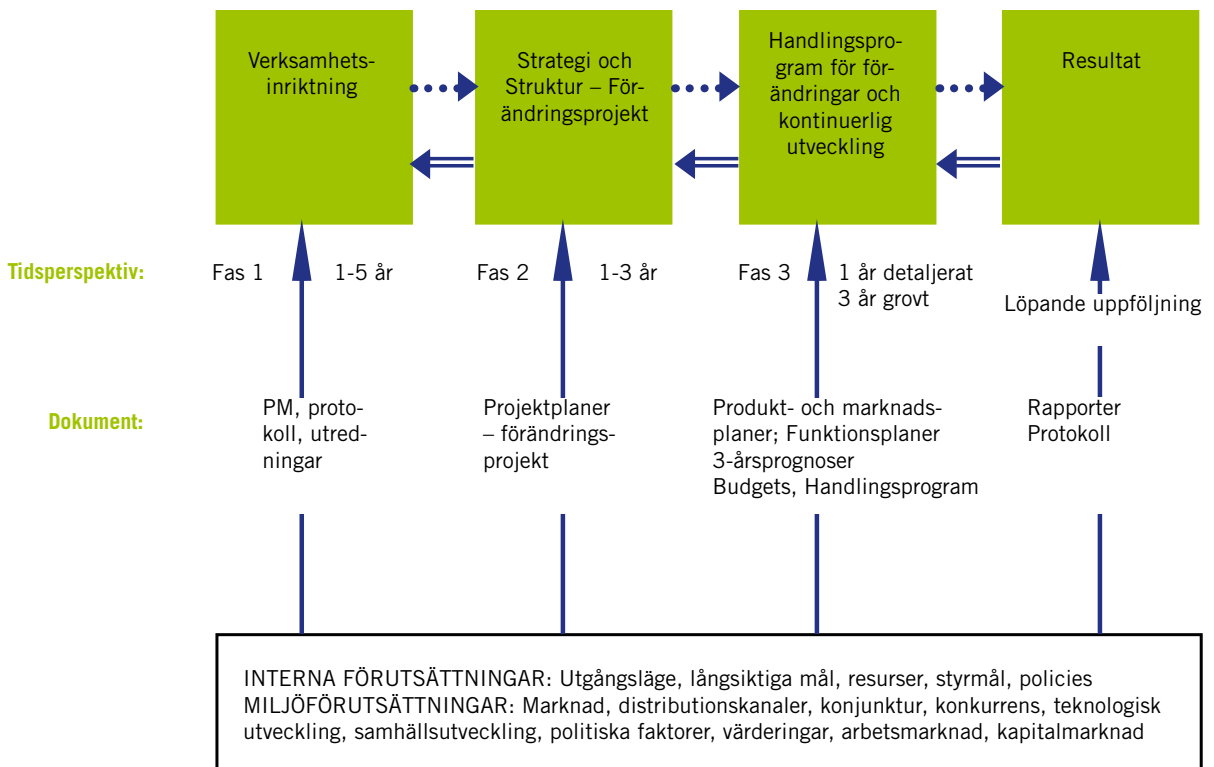 Verksamhets-
inriktning
Strategi och
Struktur – För-
ändringsprojekt
Handlingspro-
gram för för-
ändringar och
kontinuerlig
utveckling
Resultat
Tidsperspektiv:
Fas 1
1-5 år
Fas 2
1-3 år
Fas 3
1 år detaljerat
3 år grovt
Löpande uppföljning
Dokument:
PM, proto-
koll, utred-
ningar
Projektplaner
– förändrings-
projekt
Produkt- och marknads-
planer; Funktionsplaner
3-årsprognoser
Budgets, Handlingsprogram
Rapporter
Protokoll
INTERNA FÖRUTSÄTTNINGAR: Utgångsläge, långsiktiga mål, resurser, styrmål, policies
MILJÖFÖRUTSÄTTNINGAR: Marknad, distributionskanaler, konjunktur, konkurrens, teknologisk
utveckling, samhällsutveckling, politiska faktorer, värderingar, arbetsmarknad, kapitalmarknad